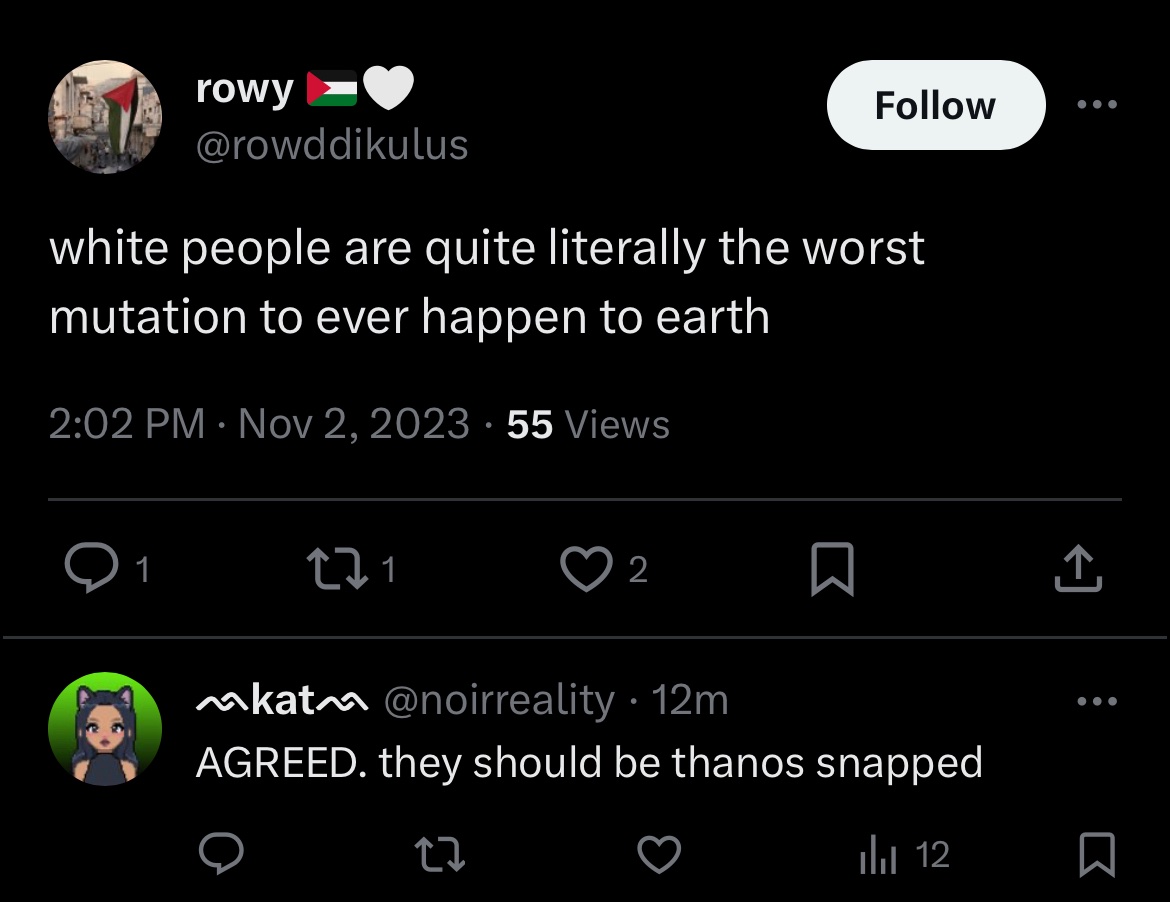 rowy 🇵🇸🤍
Follow
@rowddikulus
white people are quite literally the worst
mutation to ever happen to earth
2:02 PM · Nov 2, 2023 · 55 Views
1 1 2
෴kat෴ @noirreality · 12m
AGREED. they should be thanos snapped
12